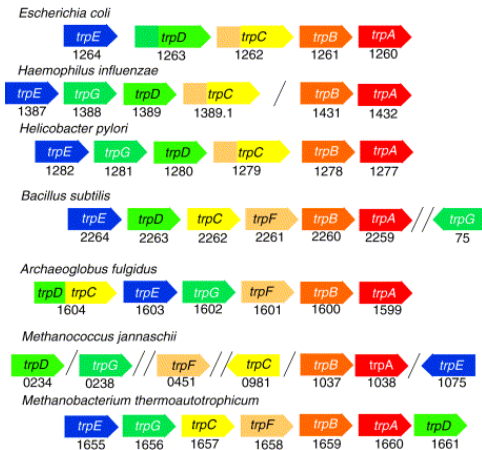 Escherichia coli
trpE trpD trpC trpB trpA
1264 1263 1262 1261 1260
Haemophilus influenzae
trpE trpG trpD trpC / trpB trpA
1387 1388 1389 1389.1 1431 1432
Helicobacter pylori
trpE trpG trpD trpC trpB trpA
1282 1281 1280 1279 1278 1277
Bacillus subtilis
trpE trpD trpC trpF trpB trpA // trpG
2264 2263 2262 2261 2260 2259 75
Archaeoglobus fulgidus
trpD trpC trpE trpG trpF trpB trpA
1604 1603 1602 1601 1600 1599
Methanococcus jannaschii
trpD / trpG // trpF // trpC / trpB trpA / trpE
0234 0238 0451 0981 1037 1038 1075
Methanobacterium thermoautotrophicum
trpE trpG trpC trpF trpB trpA trpD
1655 1656 1657 1658 1659 1660 1661